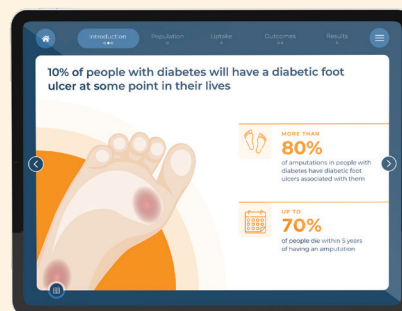 Introduction Population Uptake Outcomes Results
10% of people with diabetes will have a diabetic foot
ulcer at some point in their lives
MORE THAN
80%
of amputations in people with
diabetes have diabetic foot
ulcers associated with them
UP TO
70%
of people die within 5 years
of having an amputation